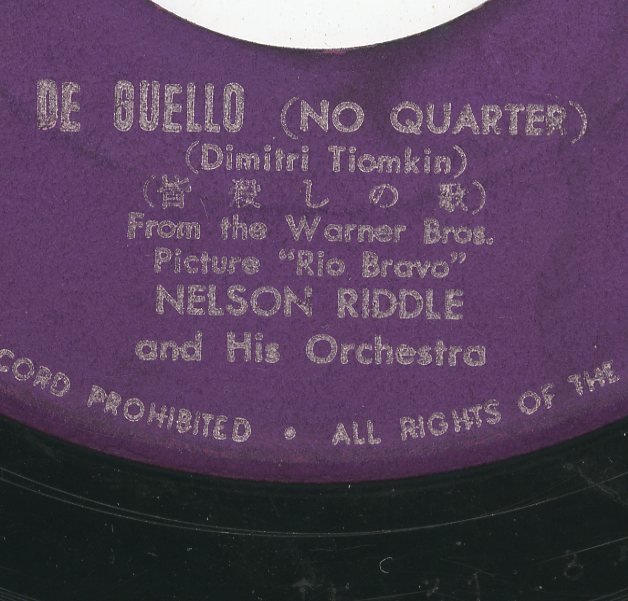 DE GUELLO (NO QUARTER)
(Dimitri Tiomkin)
(皆殺しの歌)
From the Warner Bros.
Picture "Rio Bravo"
NELSON RIDDLE
and His Orchestra
CORD PROHIBITED • ALL RIGHTS OF THE